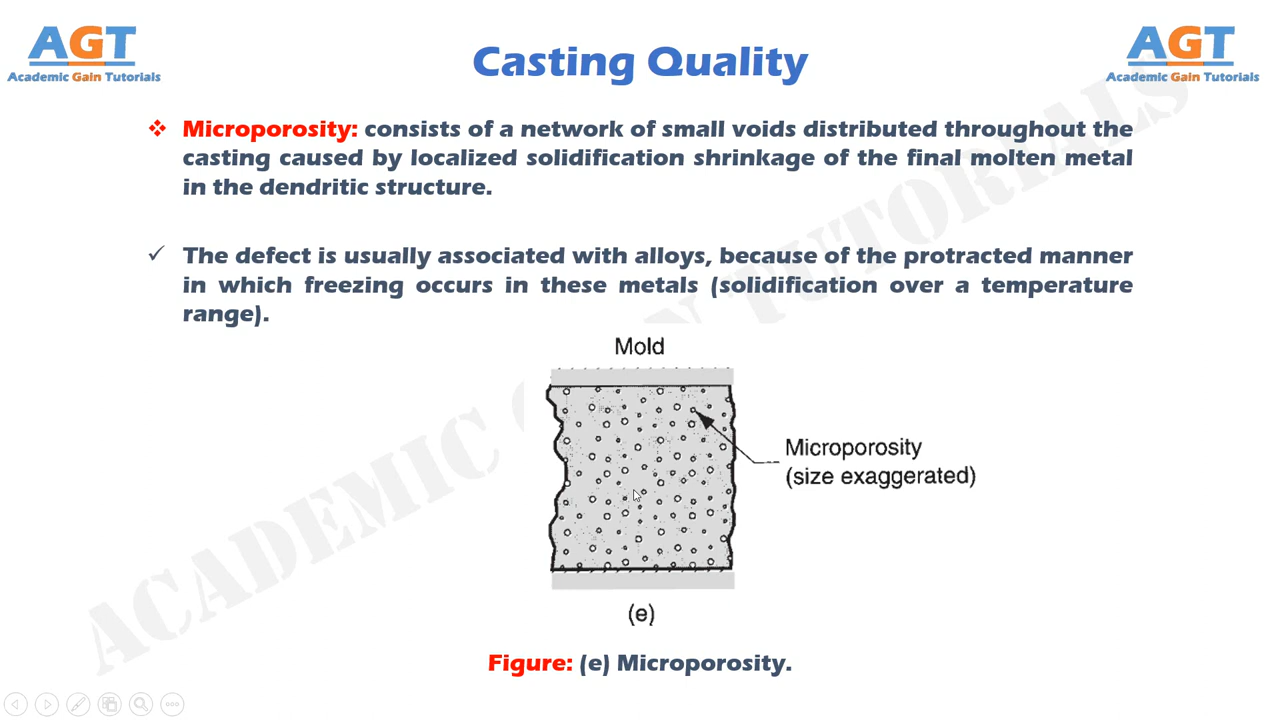 AGT
Academic Gain Tutorials
Casting Quality
AGT
Academic Gain Tutorials
Microporosity: consists of a network of small voids distributed throughout the
casting caused by localized solidification shrinkage of the final molten metal
in the dendritic structure.
The defect is usually associated with alloys, because of the protracted manner
in which freezing occurs in these metals (solidification over a temperature
range).
Mold
Microporosity
(size exaggerated)
(e)
Figure: (e) Microporosity.
ACADEMIC GAIN TUTORIALS